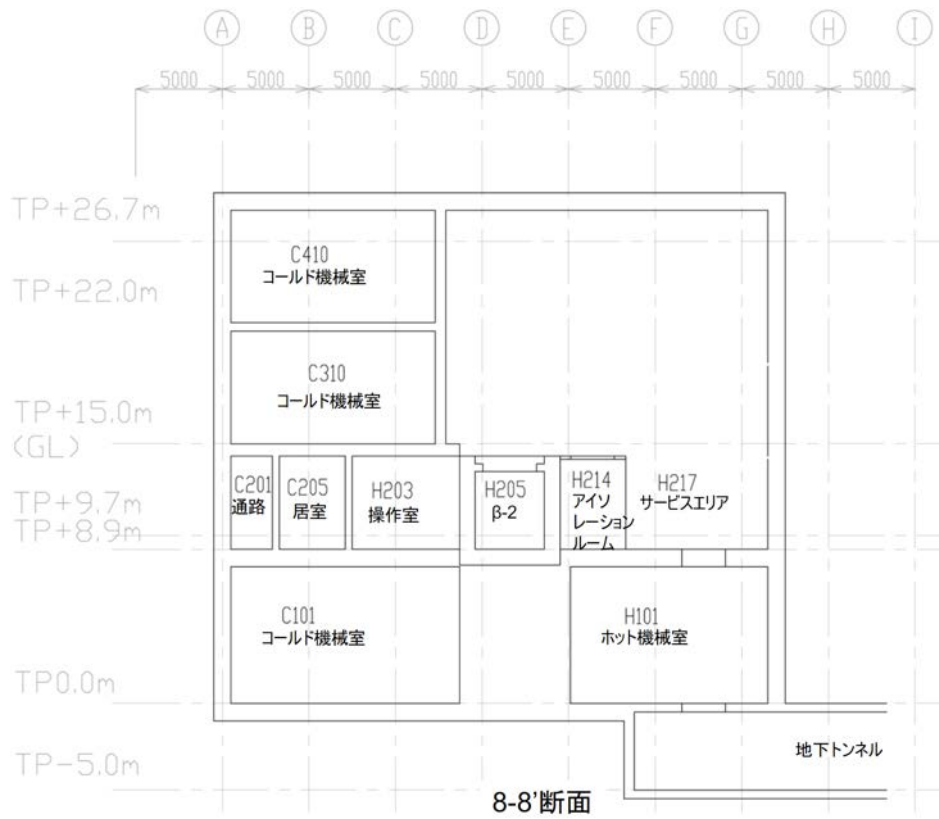 A B C D E F G H I
5000 5000 5000 5000 5000 5000 5000 5000 5000
TP+26.7m
C410
コールド機械室
TP+22.0m
C310
コールド機械室
TP+15.0m
(GL)
C201
通路
C205
居室
H203
操作室
H205
β-2
H214
アイソ
レーション
ルーム
H217
サービスエリア
TP+9.7m
TP+8.9m
C101
コールド機械室
H101
ホット機械室
TP0.0m
地下トンネル
TP-5.0m
8-8'断面